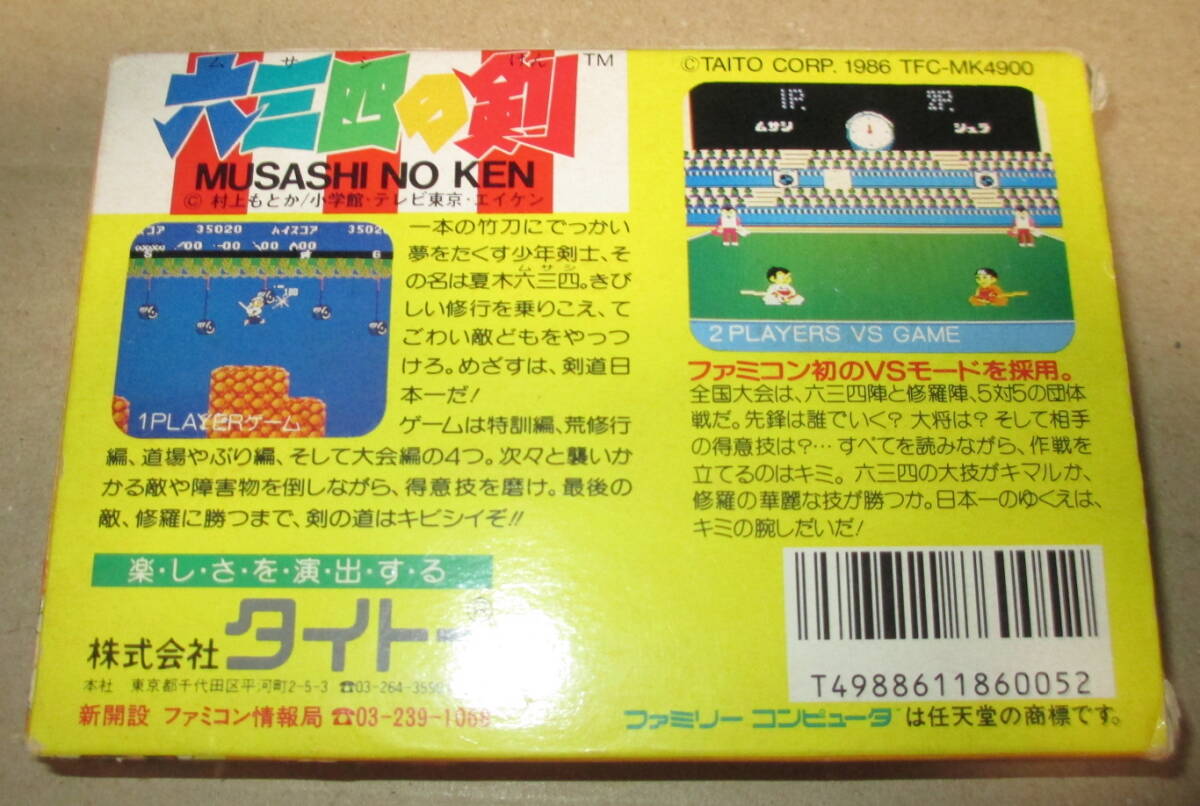 ムサシ けん
六三四の剣 TM
MUSASHI NO KEN
© 村上もとか/小学館・テレビ東京・エイケン
スコア 35020 ハイスコア 3502
1PLAYERゲーム
一本の竹刀にでっかい
夢をたくす少年剣士、そ
ムサシ
の名は夏木六三四。きび
しい修行を乗りこえ、て
ごわい敵どもをやっつ
けろ。めざすは、剣道日
本一だ!
ゲームは特訓編、荒修行
編、道場やぶり編、そして大会編の4つ。次々と襲いか
かる敵や障害物を倒しながら、得意技を磨け。最後の
敵、修羅に勝つまで、剣の道はキビシイぞ!!
楽・し・さ・を・演・出・す・る
株式会社 タイトー®
本社 東京都千代田区平河町2-5-3 ☎03-264-355
新開設 ファミコン情報局 ☎03-239-1068
©TAITO CORP. 1986 TFC-MK4900
1P. 2P.
ムサシ シュラ
2 PLAYERS VS GAME
ファミコン初のVSモードを採用。
全国大会は、六三四陣と修羅陣、5対5の団体
戦だ。先鋒は誰でいく? 大将は? そして相手
の得意技は?… すべてを読みながら、作戦を
立てるのはキミ。六三四の大技がキマルか、
修羅の華麗な技が勝つか。日本一のゆくえは、
キミの腕しだいだ!
T4988611860052
ファミリー コンピュータ は任天堂の商標です。